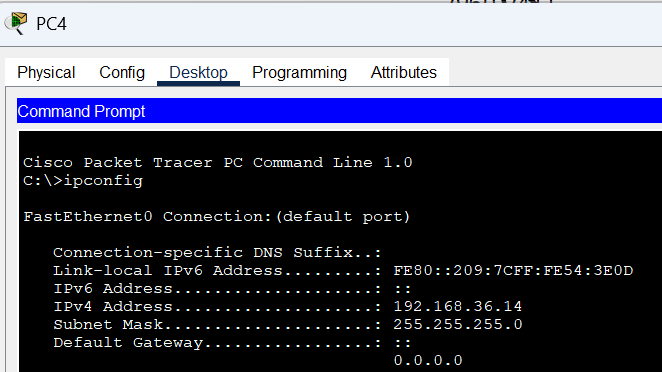 PC4
Physical Config Desktop Programming Attributes
Command Prompt
Cisco Packet Tracer PC Command Line 1.0
C:\>ipconfig
FastEthernet0 Connection:(default port)
Connection-specific DNS Suffix..:
Link-local IPv6 Address.........: FE80::209:7CFF:FE54:3E0D
IPv6 Address....................: ::
IPv4 Address....................: 192.168.36.14
Subnet Mask.....................: 255.255.255.0
Default Gateway.................: ::
0.0.0.0